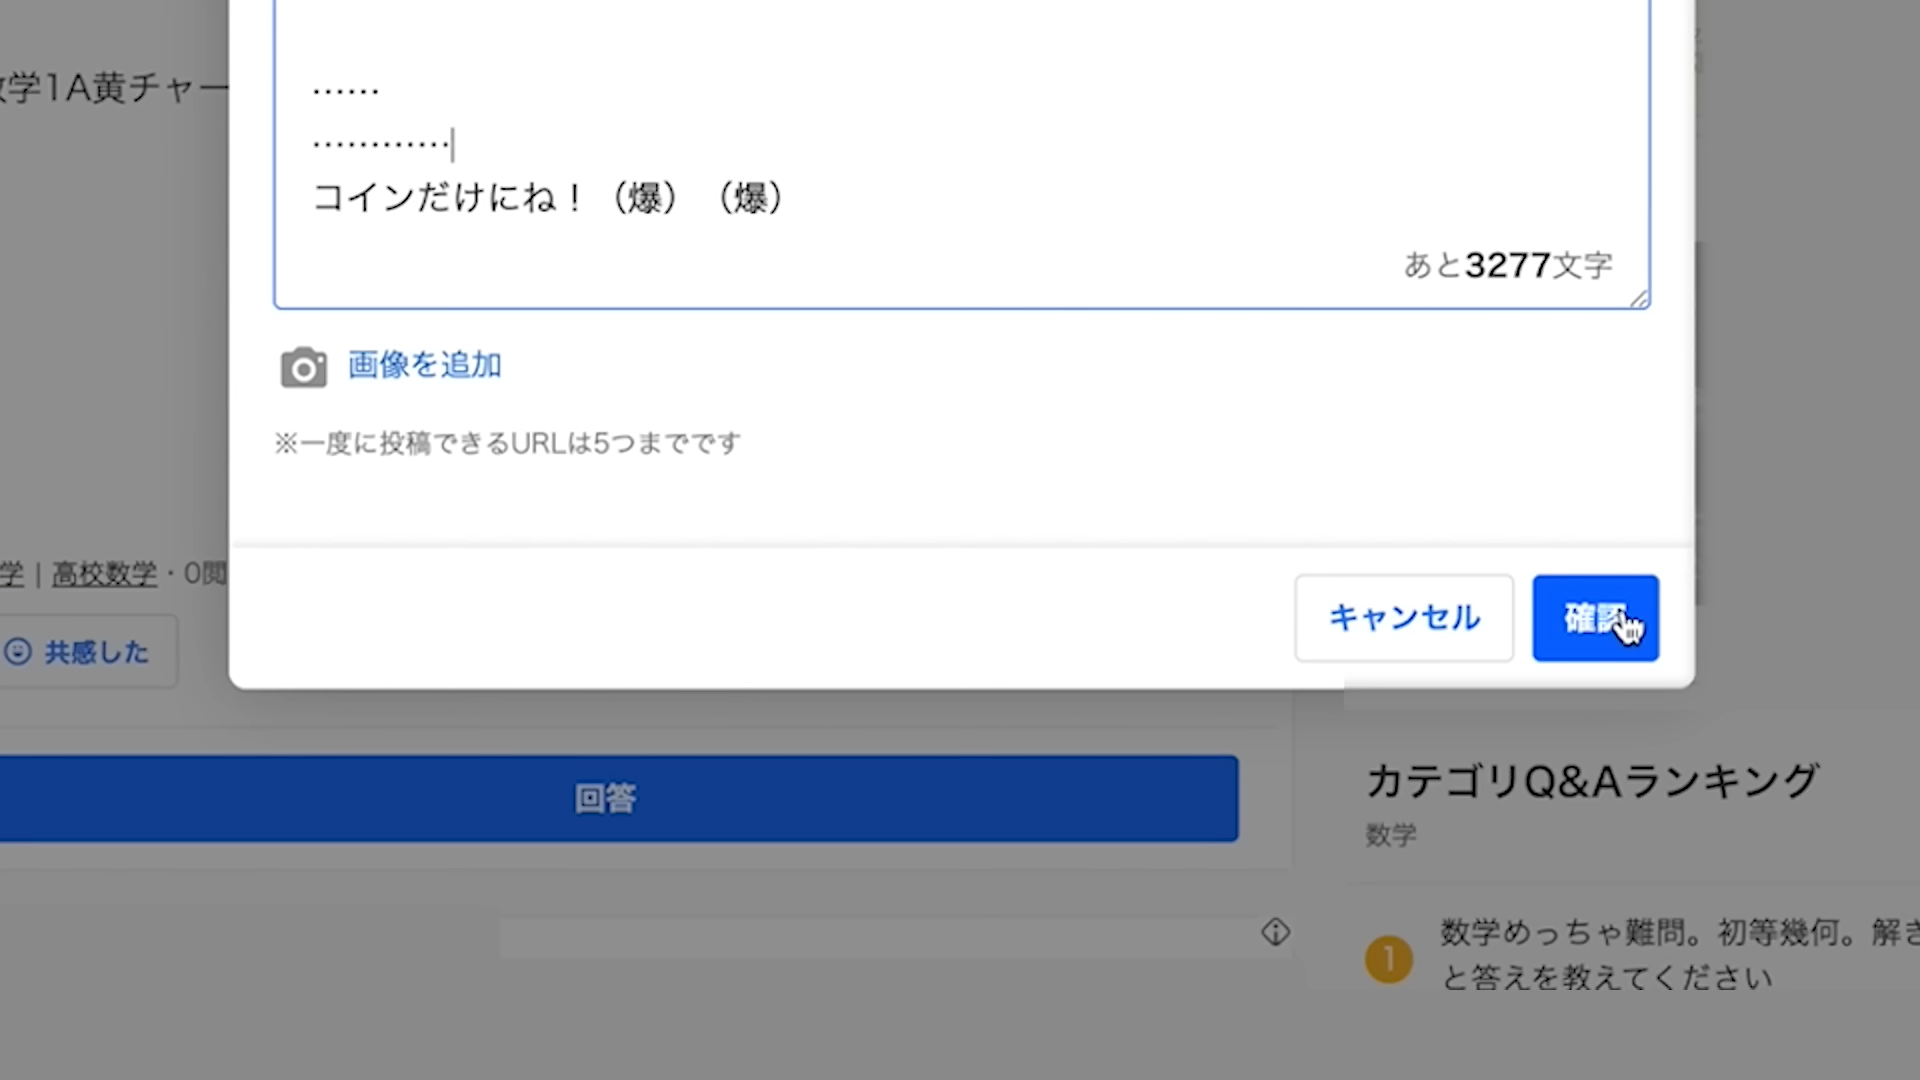 ……
…………
コインだけにね！（爆）（爆）
あと3277文字
画像を追加
※一度に投稿できるURLは5つまでです
キャンセル
確認
数学1A黄チャー
学｜高校数学・0閲
共感した
回答
カテゴリQ&Aランキング
数学
1
数学めっちゃ難問。初等幾何。解き
と答えを教えてください